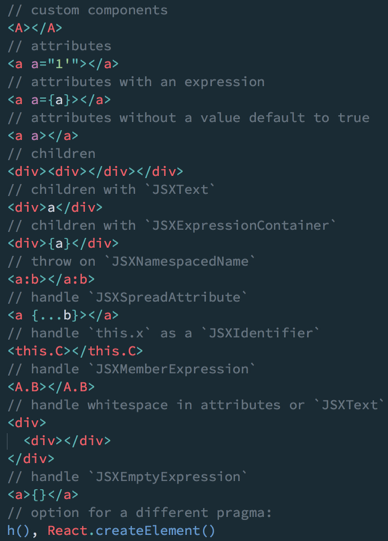 // custom components
<A></A>
// attributes
<a a="1'"></a>
// attributes with an expression
<a a={a}></a>
// attributes without a value default to true
<a a></a>
// children
<div><div></div></div>
// children with `JSXText`
<div>a</div>
// children with `JSXExpressionContainer`
<div>{a}</div>
// throw on `JSXNamespacedName`
<a:b></a:b>
// handle `JSXSpreadAttribute`
<a {...b}></a>
// handle `this.x` as a `JSXIdentifier`
<this.C></this.C>
// handle `JSXMemberExpression`
<A.B></A.B>
// handle whitespace in attributes or `JSXText`
<div>
  <div></div>
</div>
// handle `JSXEmptyExpression`
<a>{}</a>
// option for a different pragma:
h(), React.createElement()